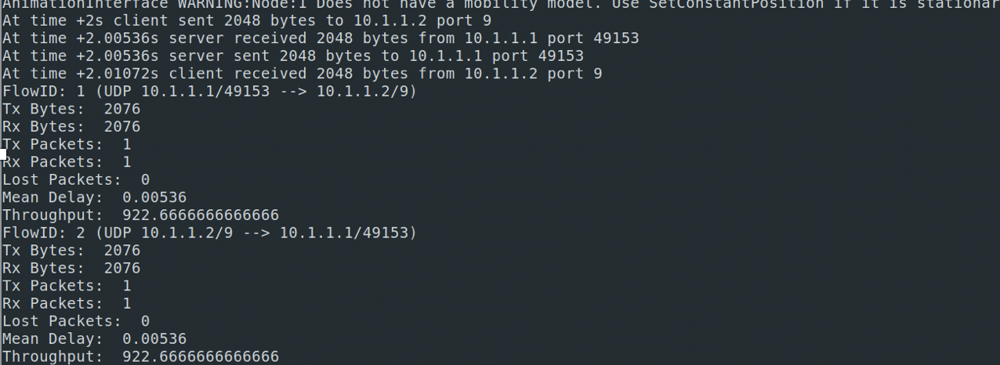 AnimationInterface WARNING:Node:1 Does not have a mobility model. Use SetConstantPosition if it is stationar
At time +2s client sent 2048 bytes to 10.1.1.2 port 9
At time +2.00536s server received 2048 bytes from 10.1.1.1 port 49153
At time +2.00536s server sent 2048 bytes to 10.1.1.1 port 49153
At time +2.01072s client received 2048 bytes from 10.1.1.2 port 9
FlowID: 1 (UDP 10.1.1.1/49153 --> 10.1.1.2/9)
Tx Bytes:  2076
Rx Bytes:  2076
Tx Packets:  1
Rx Packets:  1
Lost Packets:  0
Mean Delay:  0.00536
Throughput:  922.6666666666666
FlowID: 2 (UDP 10.1.1.2/9 --> 10.1.1.1/49153)
Tx Bytes:  2076
Rx Bytes:  2076
Tx Packets:  1
Rx Packets:  1
Lost Packets:  0
Mean Delay:  0.00536
Throughput:  922.6666666666666